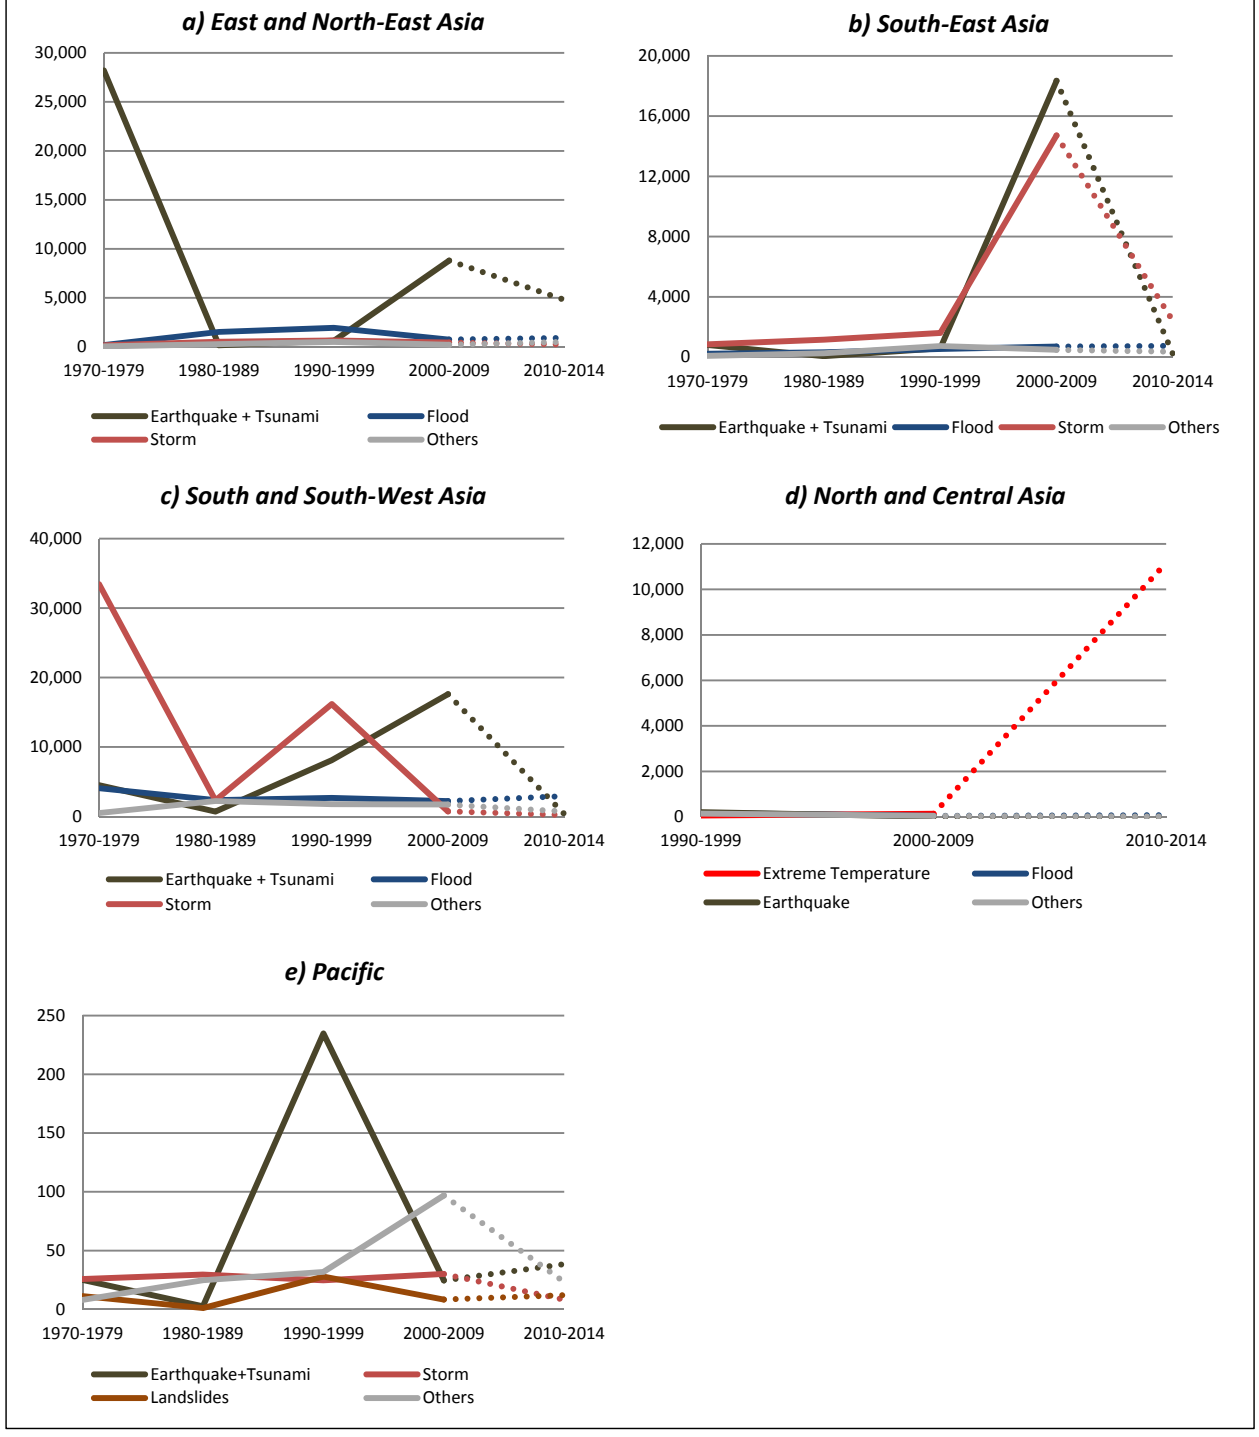 a) East and North-East Asia
30,000
25,000
20,000
15,000
10,000
5,000
0
1970-1979 1980-1989 1990-1999 2000-2009 2010-2014
Earthquake + Tsunami Flood
Storm Others
b) South-East Asia
20,000
16,000
12,000
8,000
4,000
0
1970-1979 1980-1989 1990-1999 2000-2009 2010-2014
Earthquake + Tsunami Flood Storm Others
c) South and South-West Asia
40,000
30,000
20,000
10,000
0
1970-1979 1980-1989 1990-1999 2000-2009 2010-2014
Earthquake + Tsunami Flood
Storm Others
d) North and Central Asia
12,000
10,000
8,000
6,000
4,000
2,000
0
1990-1999 2000-2009 2010-2014
Extreme Temperature Flood
Earthquake Others
e) Pacific
250
200
150
100
50
0
1970-1979 1980-1989 1990-1999 2000-2009 2010-2014
Earthquake+Tsunami Storm
Landslides Others